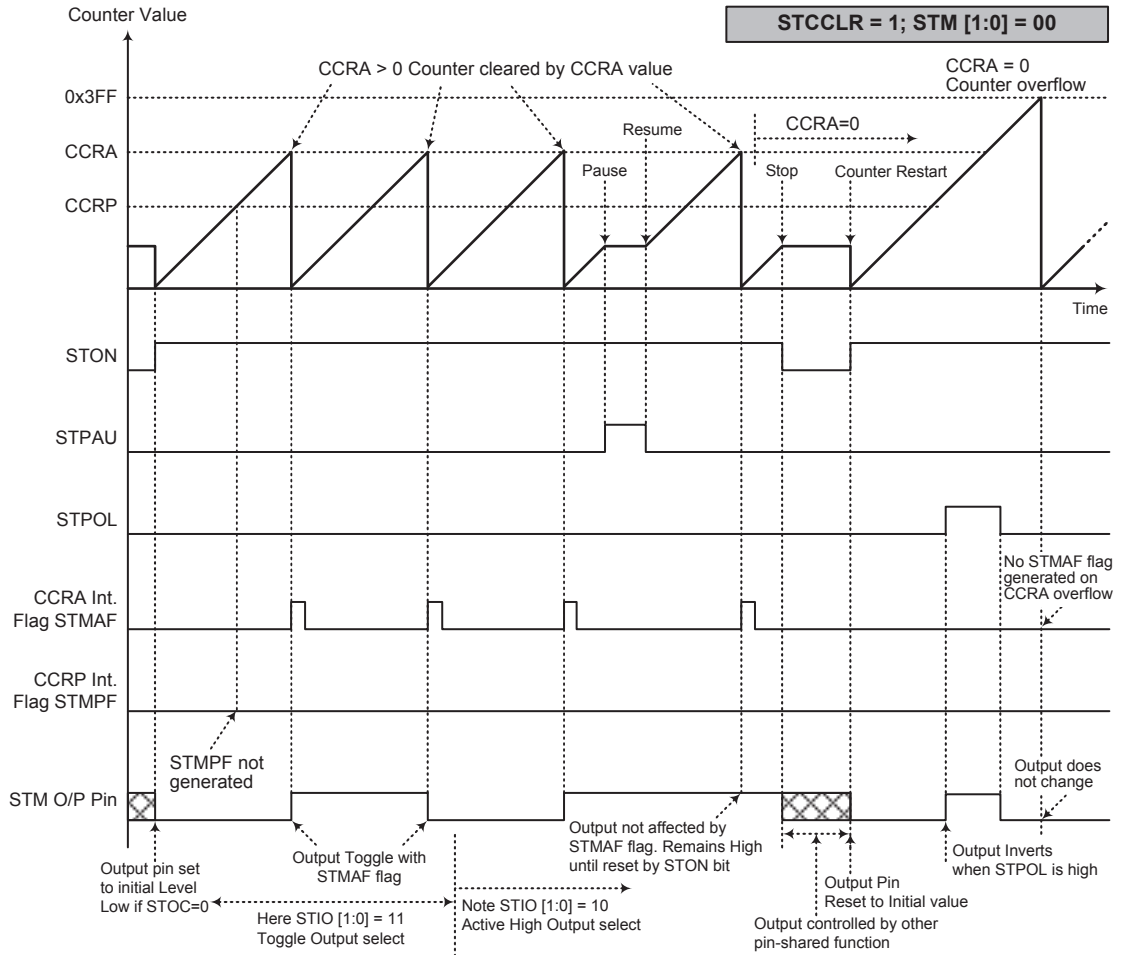 Counter Value
STCCLR = 1; STM [1:0] = 00
CCRA > 0 Counter cleared by CCRA value
CCRA = 0
Counter overflow
0x3FF
CCRA
CCRP
Resume
CCRA=0
Pause
Stop
Counter Restart
Time
STON
STPAU
STPOL
No STMAF flag
generated on
CCRA overflow
CCRA Int.
Flag STMAF
CCRP Int.
Flag STMPF
STMPF not
generated
STM O/P Pin
Output does
not change
Output pin set
to initial Level
Low if STOC=0
Output Toggle with
STMAF flag
Output not affected by
STMAF flag. Remains High
until reset by STON bit
Output Inverts
when STPOL is high
Output Pin
Reset to Initial value
Here STIO [1:0] = 11
Toggle Output select
Note STIO [1:0] = 10
Active High Output select
Output controlled by other
pin-shared function